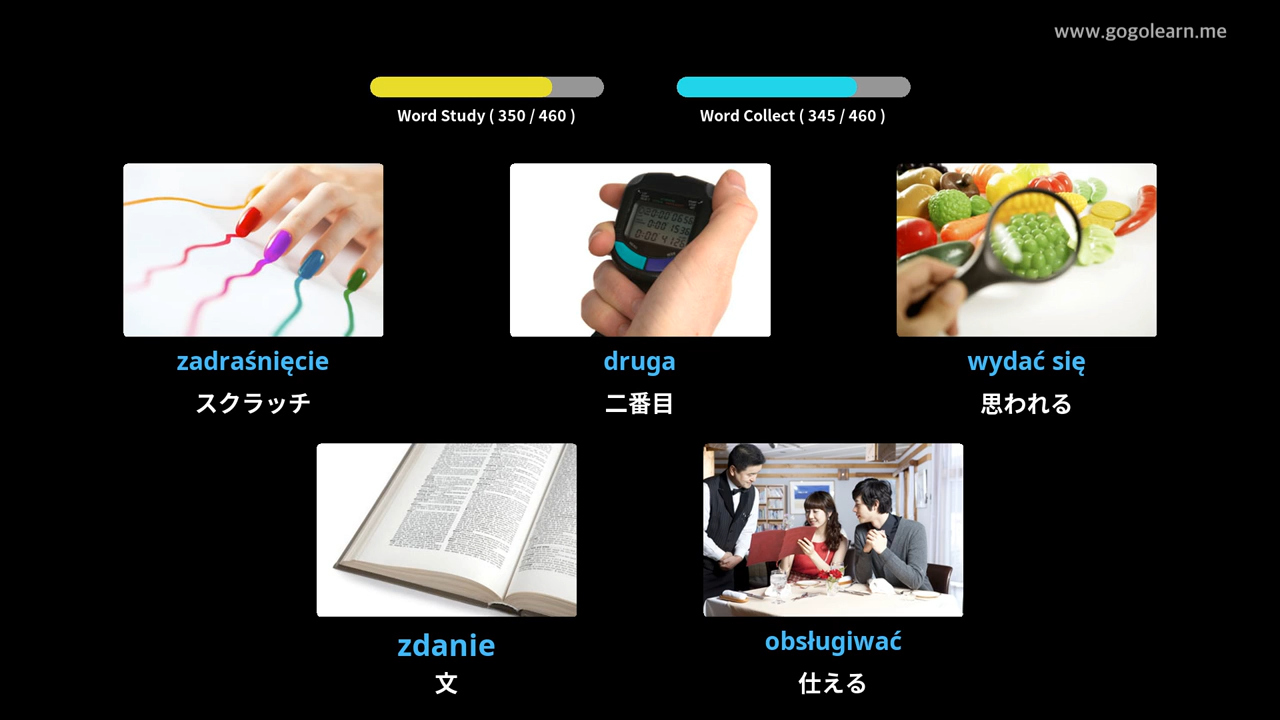 www.gogolearn.me
Word Study ( 350 / 460 )
Word Collect ( 345 / 460 )
zadraśnięcie
スクラッチ
druga
二番目
wydać się
思われる
zdanie
文
obsługiwać
仕える